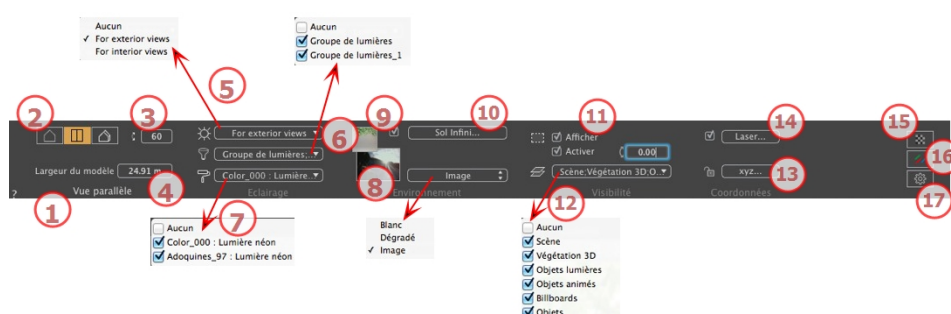 Aucun
✓ For exterior views
For interior views
Aucun
Groupe de lumières
Groupe de lumières_1
5
2
3
6
9
10
11
14
15
60
For exterior views
Sol Infini...
Afficher
Laser...
Activer
0.00
Groupe de lumières;...
16
Largeur du modèle
24.91 m
Color_000 : Lumière...
Image
Scène;Végétation 3D;O...
xyz...
?
Vue parallèle
4
Eclairage
8
Environnement
Visibilité
13
Coordonnées
17
1
7
12
Aucun
Color_000 : Lumière néon
Adoquines_97 : Lumière néon
Blanc
Dégradé
✓ Image
Aucun
Scène
Végétation 3D
Objets lumières
Objets animés
Billboards
Objets